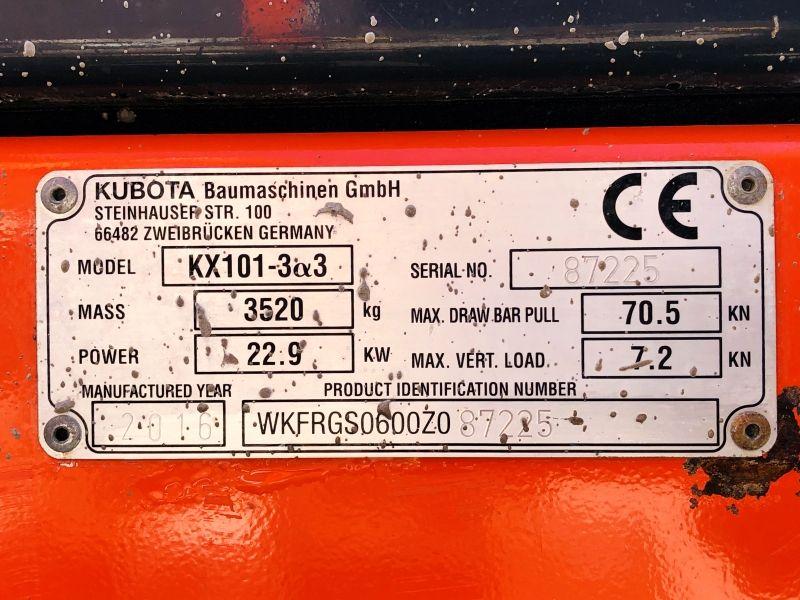 KUBOTA Baumaschinen GmbH CE
STEINHAUSER STR. 100
66482 ZWEIBRÜCKEN GERMANY
MODEL KX101-3α3 SERIAL NO. 87225
MASS 3520 kg MAX. DRAW BAR PULL 70.5 KN
POWER 22.9 KW MAX. VERT. LOAD 7.2 KN
MANUFACTURED YEAR PRODUCT IDENTIFICATION NUMBER
2016 WKFRGS0600Z087225